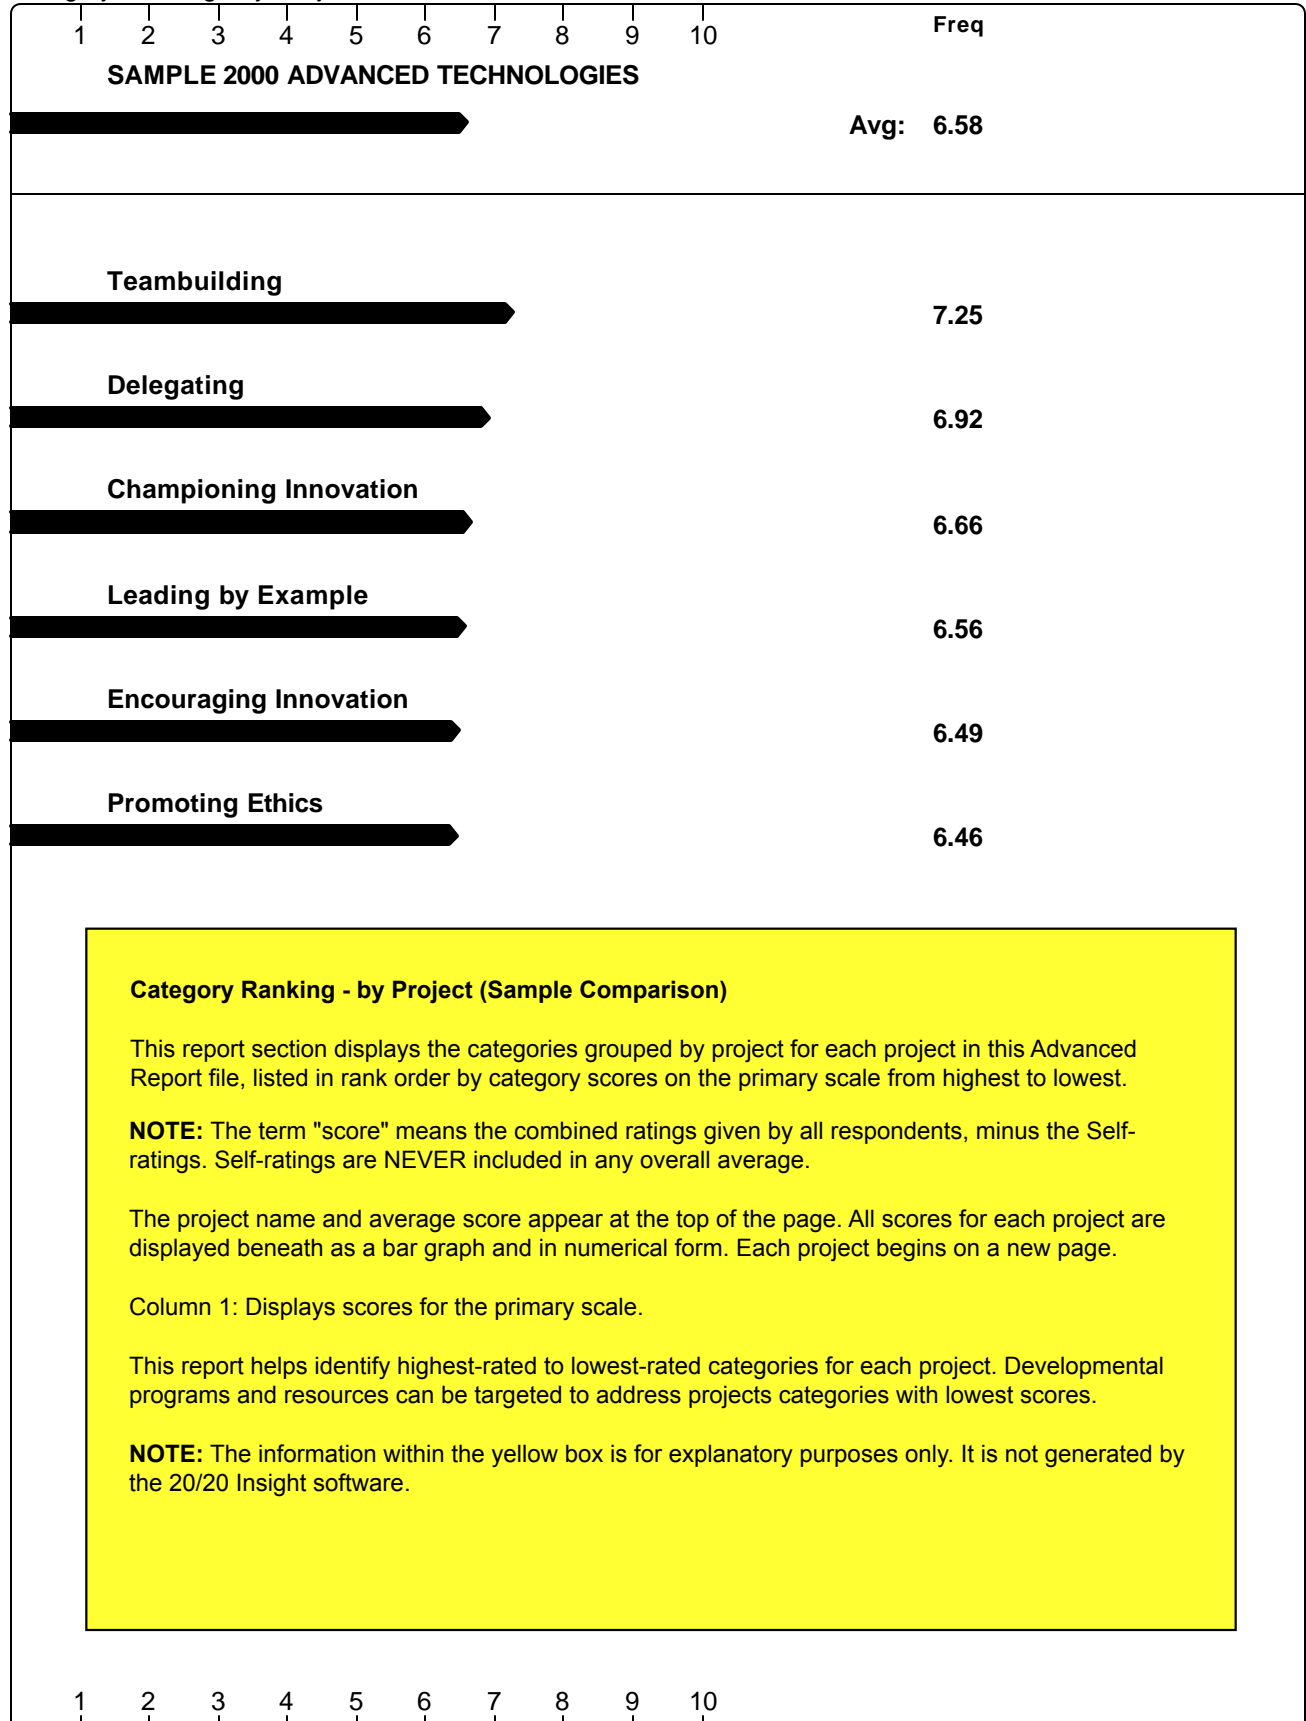 1 2 3 4 5 6 7 8 9 10 Freq
SAMPLE 2000 ADVANCED TECHNOLOGIES
Avg: 6.58
Teambuilding
7.25
Delegating
6.92
Championing Innovation
6.66
Leading by Example
6.56
Encouraging Innovation
6.49
Promoting Ethics
6.46
Category Ranking - by Project (Sample Comparison)
This report section displays the categories grouped by project for each project in this Advanced
Report file, listed in rank order by category scores on the primary scale from highest to lowest.
NOTE: The term "score" means the combined ratings given by all respondents, minus the Self-
ratings. Self-ratings are NEVER included in any overall average.
The project name and average score appear at the top of the page. All scores for each project are
displayed beneath as a bar graph and in numerical form. Each project begins on a new page.
Column 1: Displays scores for the primary scale.
This report helps identify highest-rated to lowest-rated categories for each project. Developmental
programs and resources can be targeted to address projects categories with lowest scores.
NOTE: The information within the yellow box is for explanatory purposes only. It is not generated by
the 20/20 Insight software.
1 2 3 4 5 6 7 8 9 10